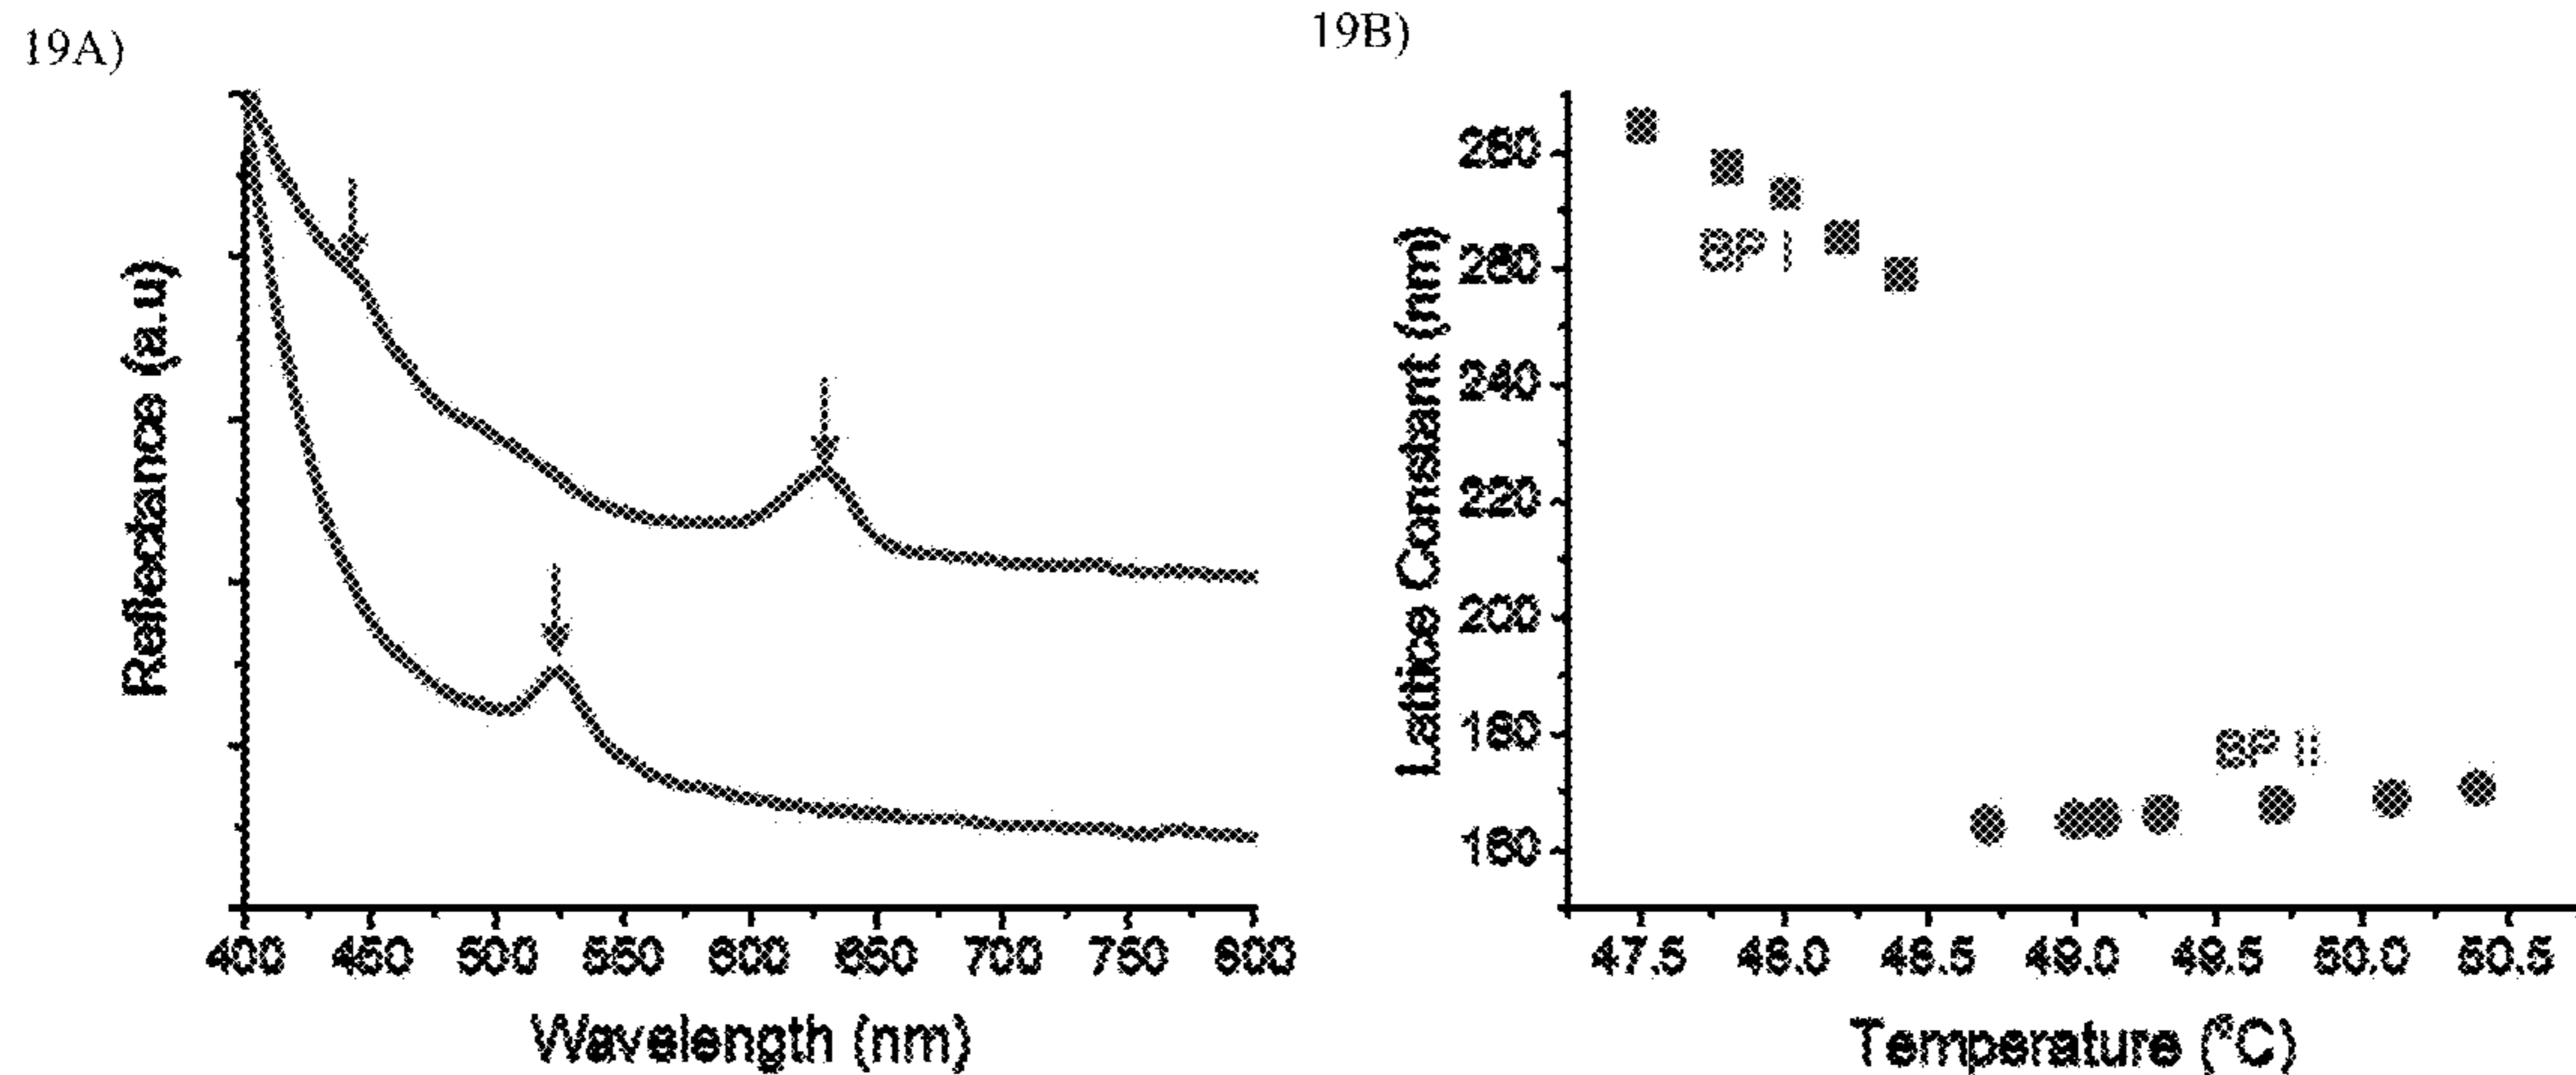 19A)
Reflectance (a.u)
400 450 500 550 600 650 700 750 800
Wavelength (nm)
19B)
Lattice Constant (nm)
280
260
240
220
200
180
160
BP I
BP II
47.5 48.0 48.5 49.0 49.5 50.0 50.5
Temperature (°C)